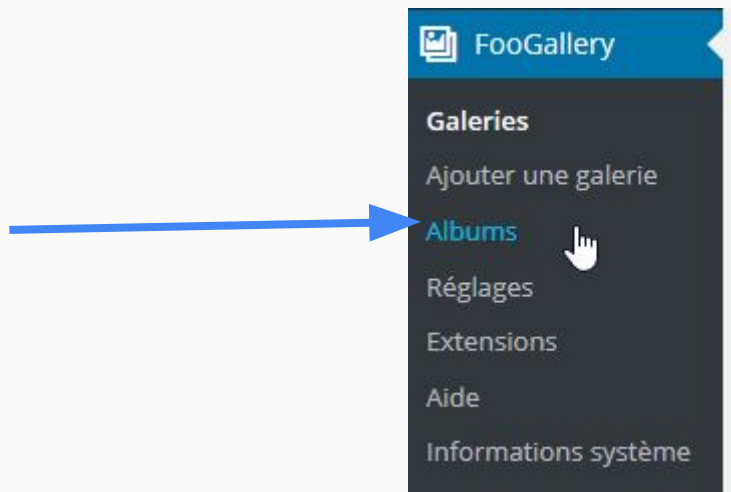 FooGallery
Galeries
Ajouter une galerie
Albums
Réglages
Extensions
Aide
Informations système